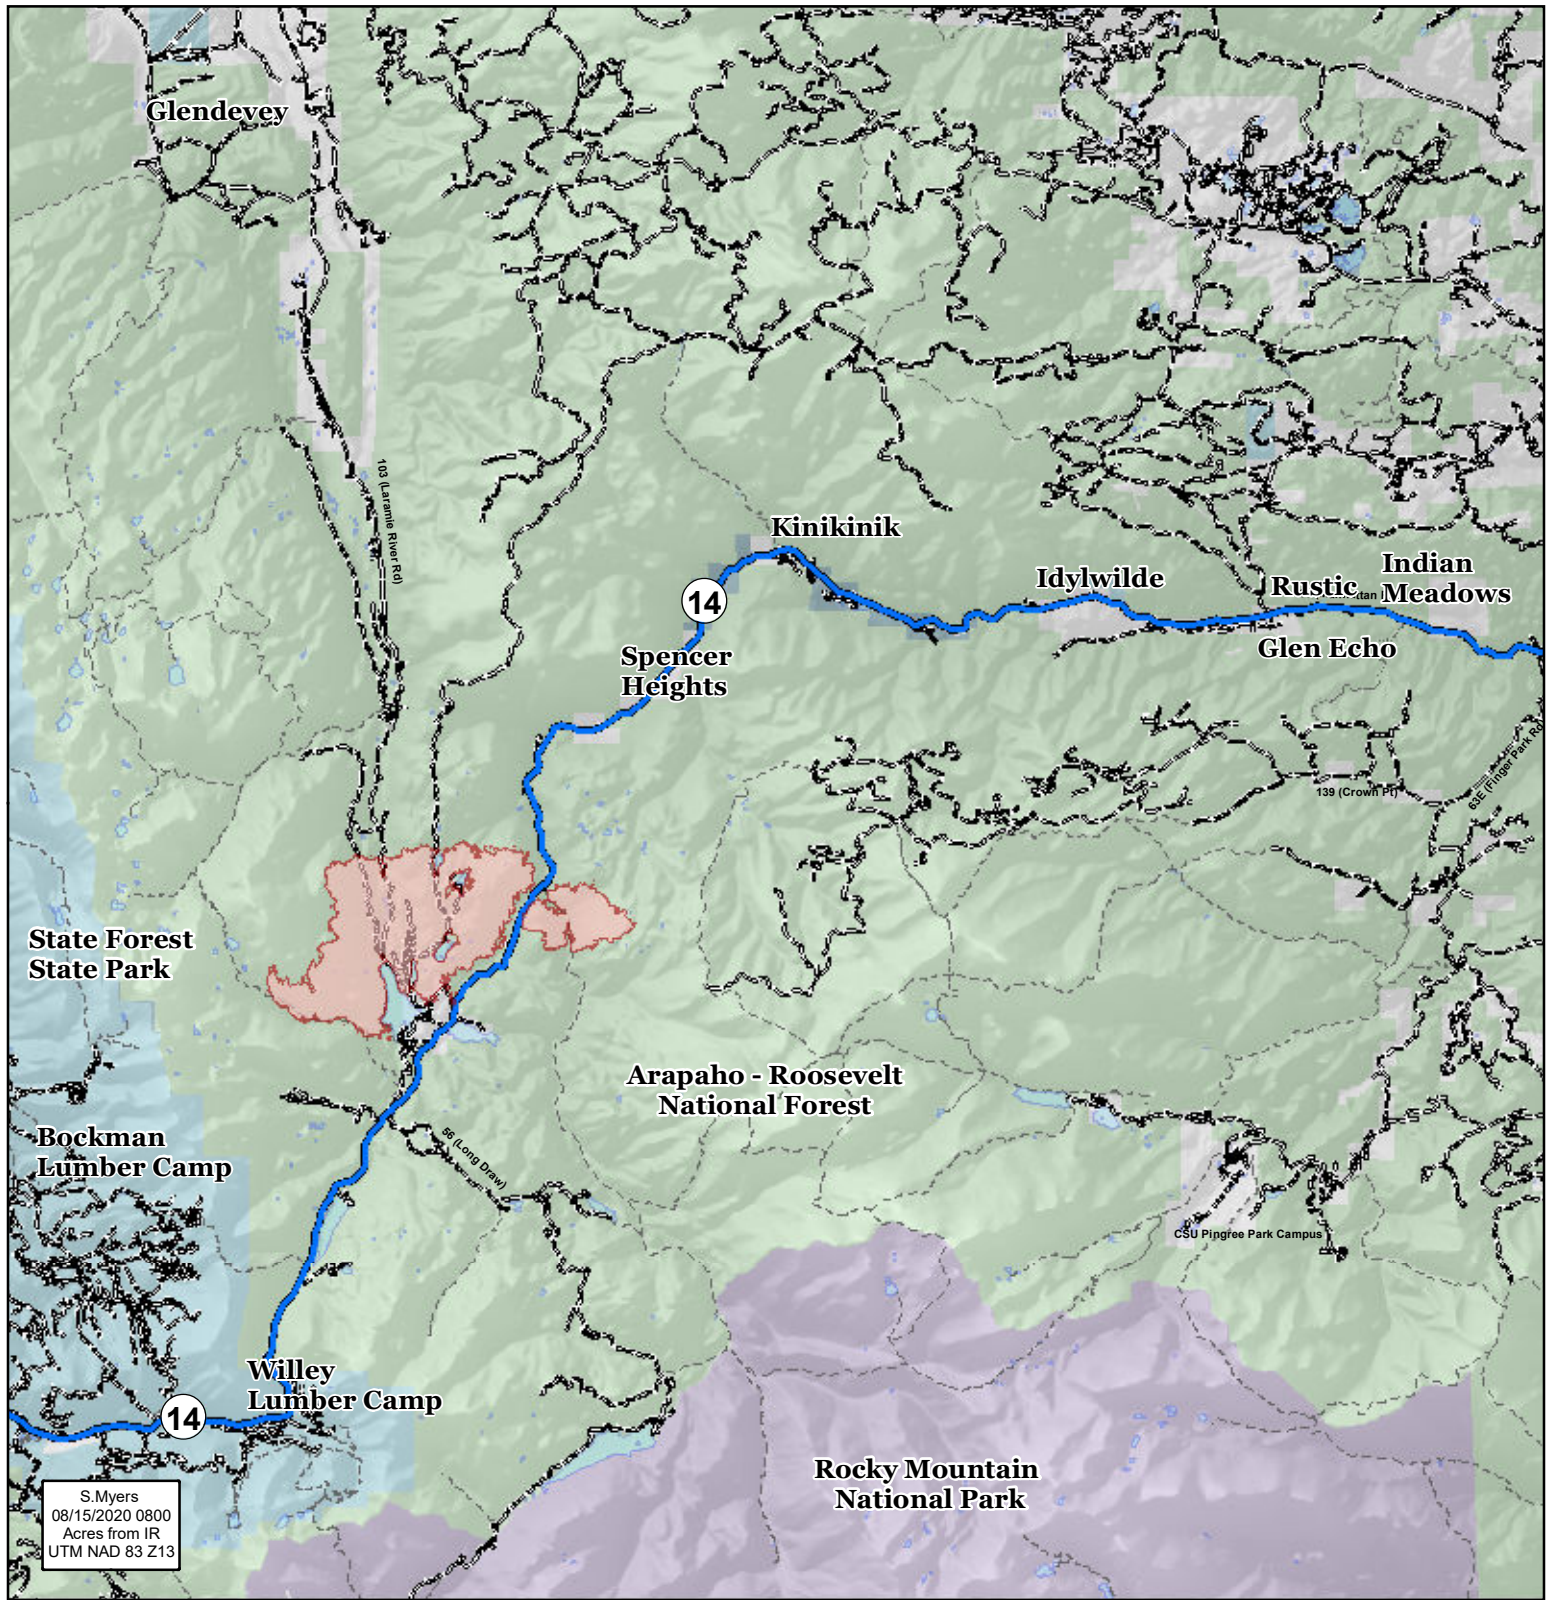 Glendevey
103 (Laramie River Rd)
Kinikinik
14
Idylwilde
Rustic
Indian
Meadows
Glen Echo
Spencer
Heights
139 (Crown Pt)
63E (Finger Park Rd)
State Forest
State Park
Arapaho - Roosevelt
National Forest
Bockman
Lumber Camp
56 (Long Draw)
CSU Pingree Park Campus
Willey
Lumber Camp
14
Rocky Mountain
National Park
S.Myers
08/15/2020 0800
Acres from IR
UTM NAD 83 Z13